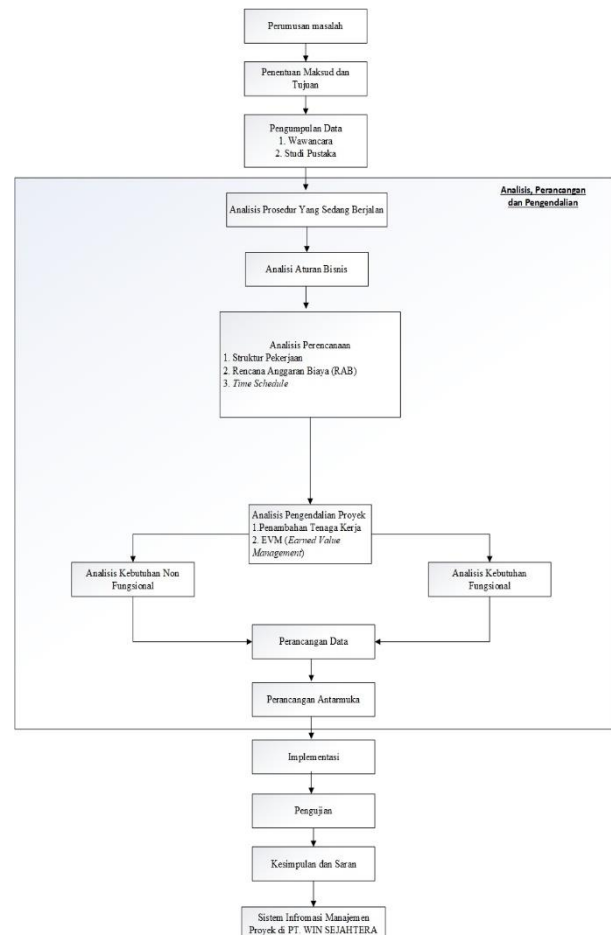 Perumusan masalah
Penentuan Maksud dan
Tujuan
Pengumpulan Data
1. Wawancara
2. Studi Pustaka
Analisis, Perancangan
dan Pengendalian
Analisis Prosedur Yang Sedang Berjalan
Analisi Aturan Bisnis
Analisis Perencanaan
1. Struktur Pekerjaan
2. Rencana Anggaran Biaya (RAB)
3. Time Schedule
Analisis Pengendalian Proyek
1.Penambahan Tenaga Kerja
2. EVM (Earned Value
Management)
Analisis Kebutuhan Non
Fungsional
Analisis Kebutuhan
Fungsional
Perancangan Data
Perancangan Antarmuka
Implementasi
Pengujian
Kesimpulan dan Saran
Sistem Infromasi Manajemen
Proyek di PT. WIN SEJAHTERA